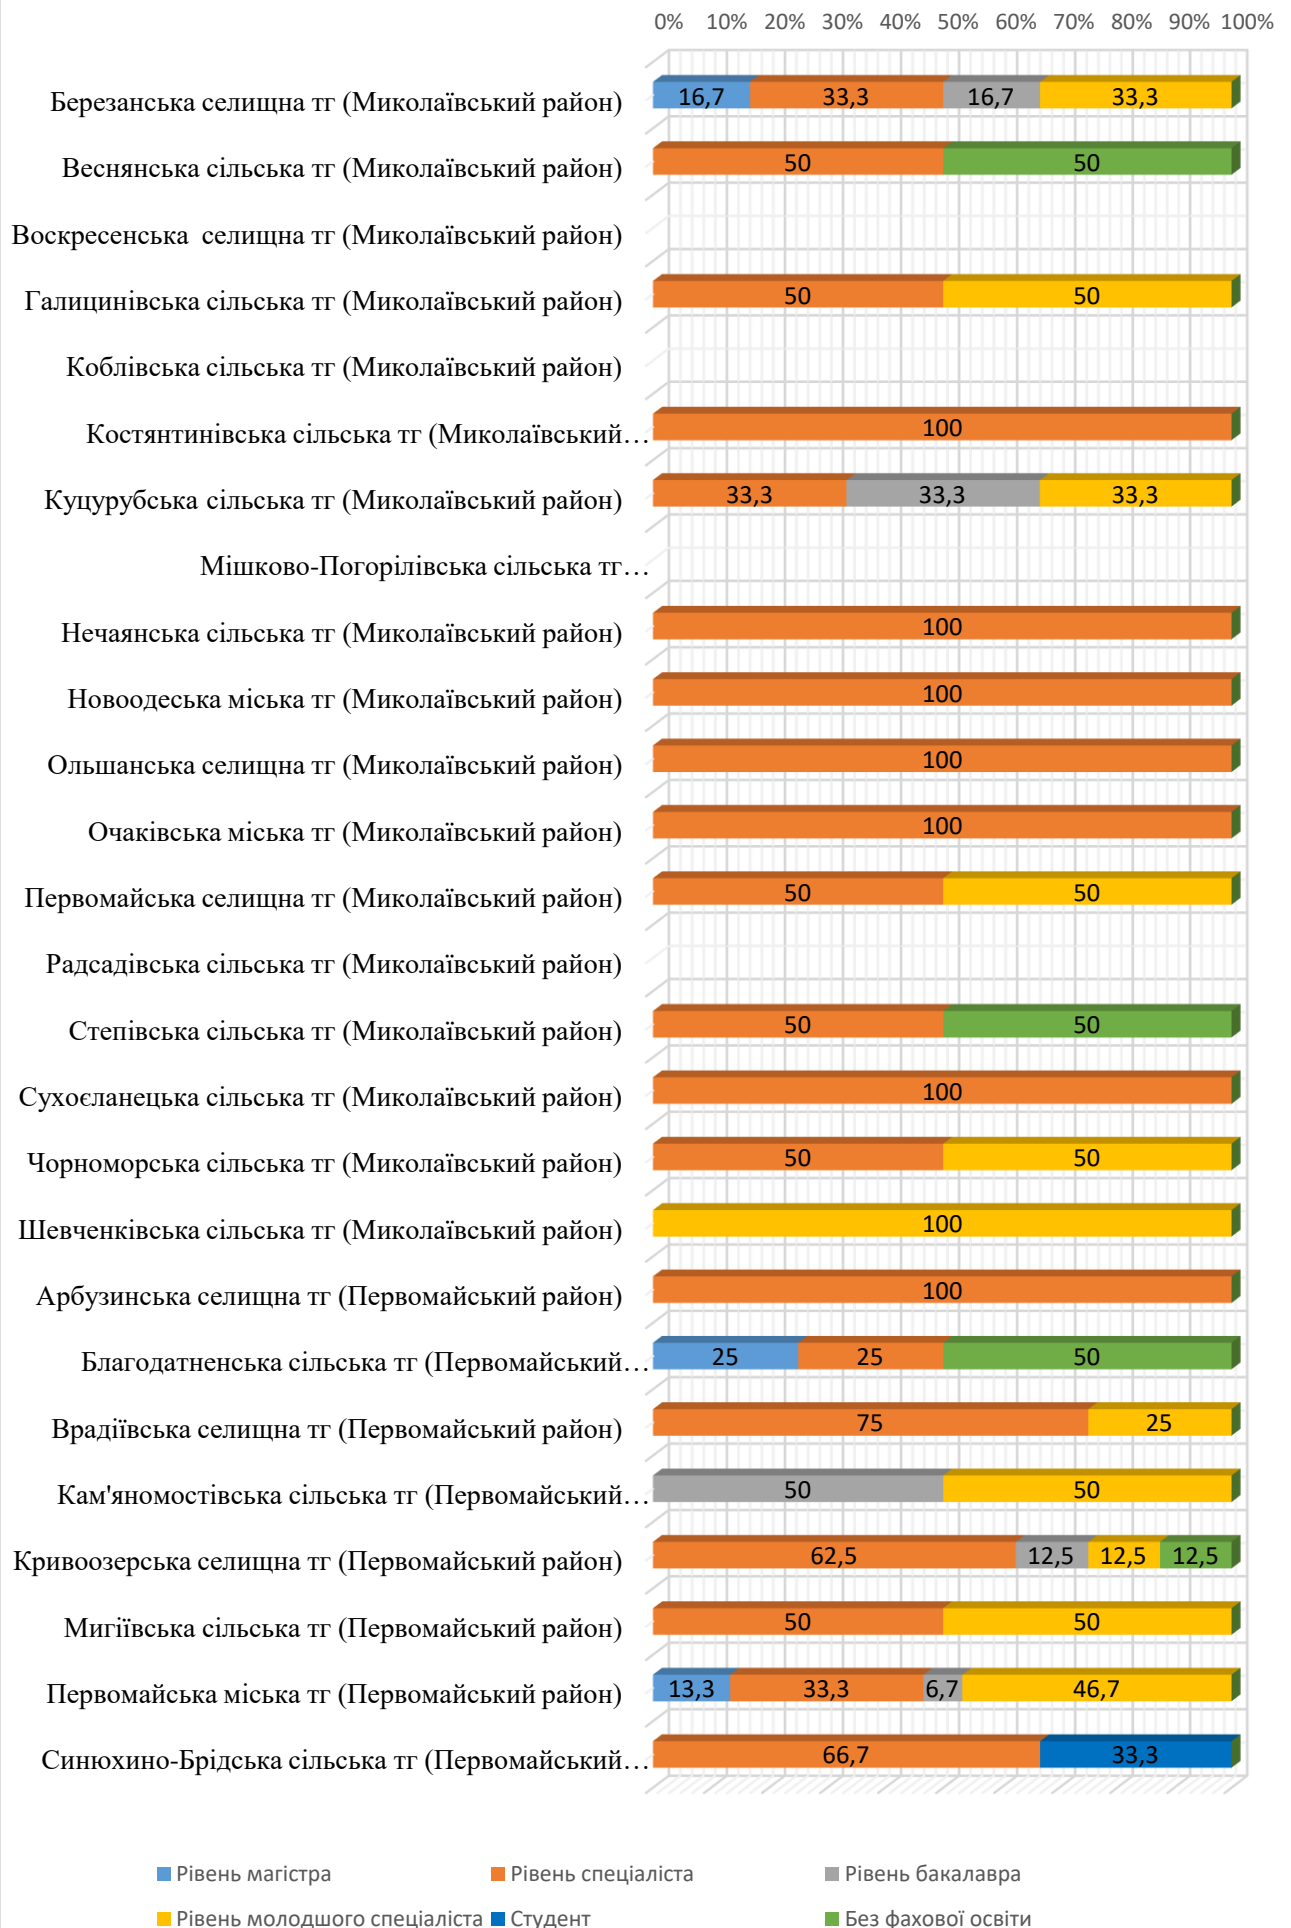 0% 10% 20% 30% 40% 50% 60% 70% 80% 90% 100%
Березанська селищна тг (Миколаївський район) 16,7 33,3 16,7 33,3
Веснянська сільська тг (Миколаївський район) 50 50
Воскресенська селищна тг (Миколаївський район)
Галицинівська сільська тг (Миколаївський район) 50 50
Коблівська сільська тг (Миколаївський район)
Костянтинівська сільська тг (Миколаївський… 100
Куцурубська сільська тг (Миколаївський район) 33,3 33,3 33,3
Мішково-Погорілівська сільська тг…
Нечаянська сільська тг (Миколаївський район) 100
Новоодеська міська тг (Миколаївський район) 100
Ольшанська селищна тг (Миколаївський район) 100
Очаківська міська тг (Миколаївський район) 100
Первомайська селищна тг (Миколаївський район) 50 50
Радсадівська сільська тг (Миколаївський район)
Степівська сільська тг (Миколаївський район) 50 50
Сухоєланецька сільська тг (Миколаївський район) 100
Чорноморська сільська тг (Миколаївський район) 50 50
Шевченківська сільська тг (Миколаївський район) 100
Арбузинська селищна тг (Первомайський район) 100
Благодатненська сільська тг (Первомайський… 25 25 50
Врадіївська селищна тг (Первомайський район) 75 25
Кам'яномостівська сільська тг (Первомайський… 50 50
Кривоозерська селищна тг (Первомайський район) 62,5 12,5 12,5 12,5
Мигіївська сільська тг (Первомайський район) 50 50
Первомайська міська тг (Первомайський район) 13,3 33,3 6,7 46,7
Синюхино-Брідська сільська тг (Первомайський… 66,7 33,3
Рівень магістра Рівень спеціаліста Рівень бакалавра
Рівень молодшого спеціаліста Студент Без фахової освіти